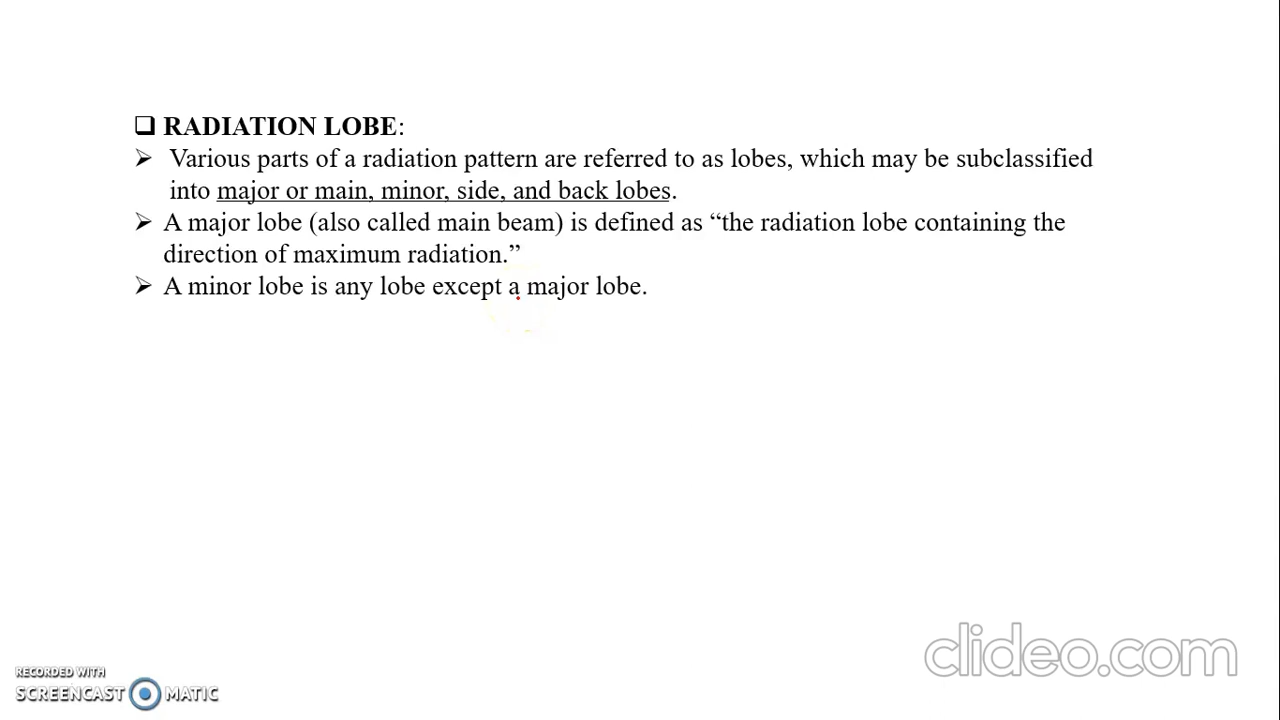 ❑ RADIATION LOBE:
➢ Various parts of a radiation pattern are referred to as lobes, which may be subclassified
into major or main, minor, side, and back lobes.
➢ A major lobe (also called main beam) is defined as “the radiation lobe containing the
direction of maximum radiation.”
➢ A minor lobe is any lobe except a major lobe.
clideo.com
RECORDED WITH
SCREENCAST MATIC